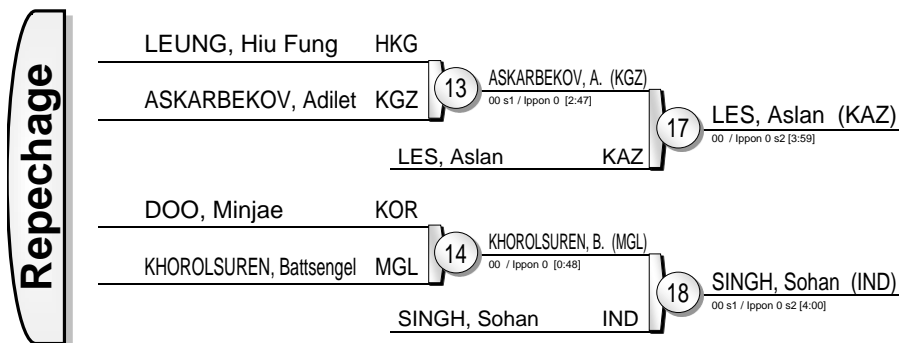 Repechage
LEUNG, Hiu Fung HKG
ASKARBEKOV, Adilet KGZ
13
ASKARBEKOV, A. (KGZ)
00 s1 / Ippon 0 [2:47]
LES, Aslan KAZ
17
LES, Aslan (KAZ)
00 / Ippon 0 s2 [3:59]
DOO, Minjae KOR
KHOROLSUREN, Battsengel MGL
14
KHOROLSUREN, B. (MGL)
00 / Ippon 0 [0:48]
SINGH, Sohan IND
18
SINGH, Sohan (IND)
00 s1 / Ippon 0 s2 [4:00]